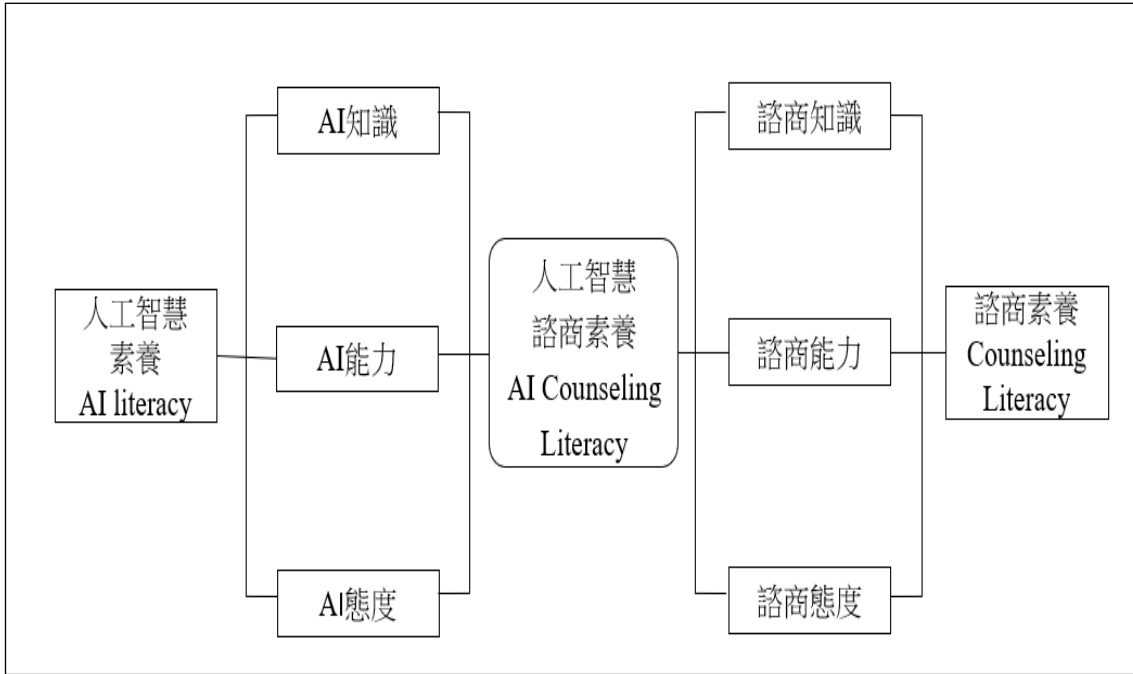 人工智慧
素養
AI literacy
AI知識
AI能力
AI態度
人工智慧
諮商素養
AI Counseling
Literacy
諮商知識
諮商能力
諮商態度
諮商素養
Counseling
Literacy